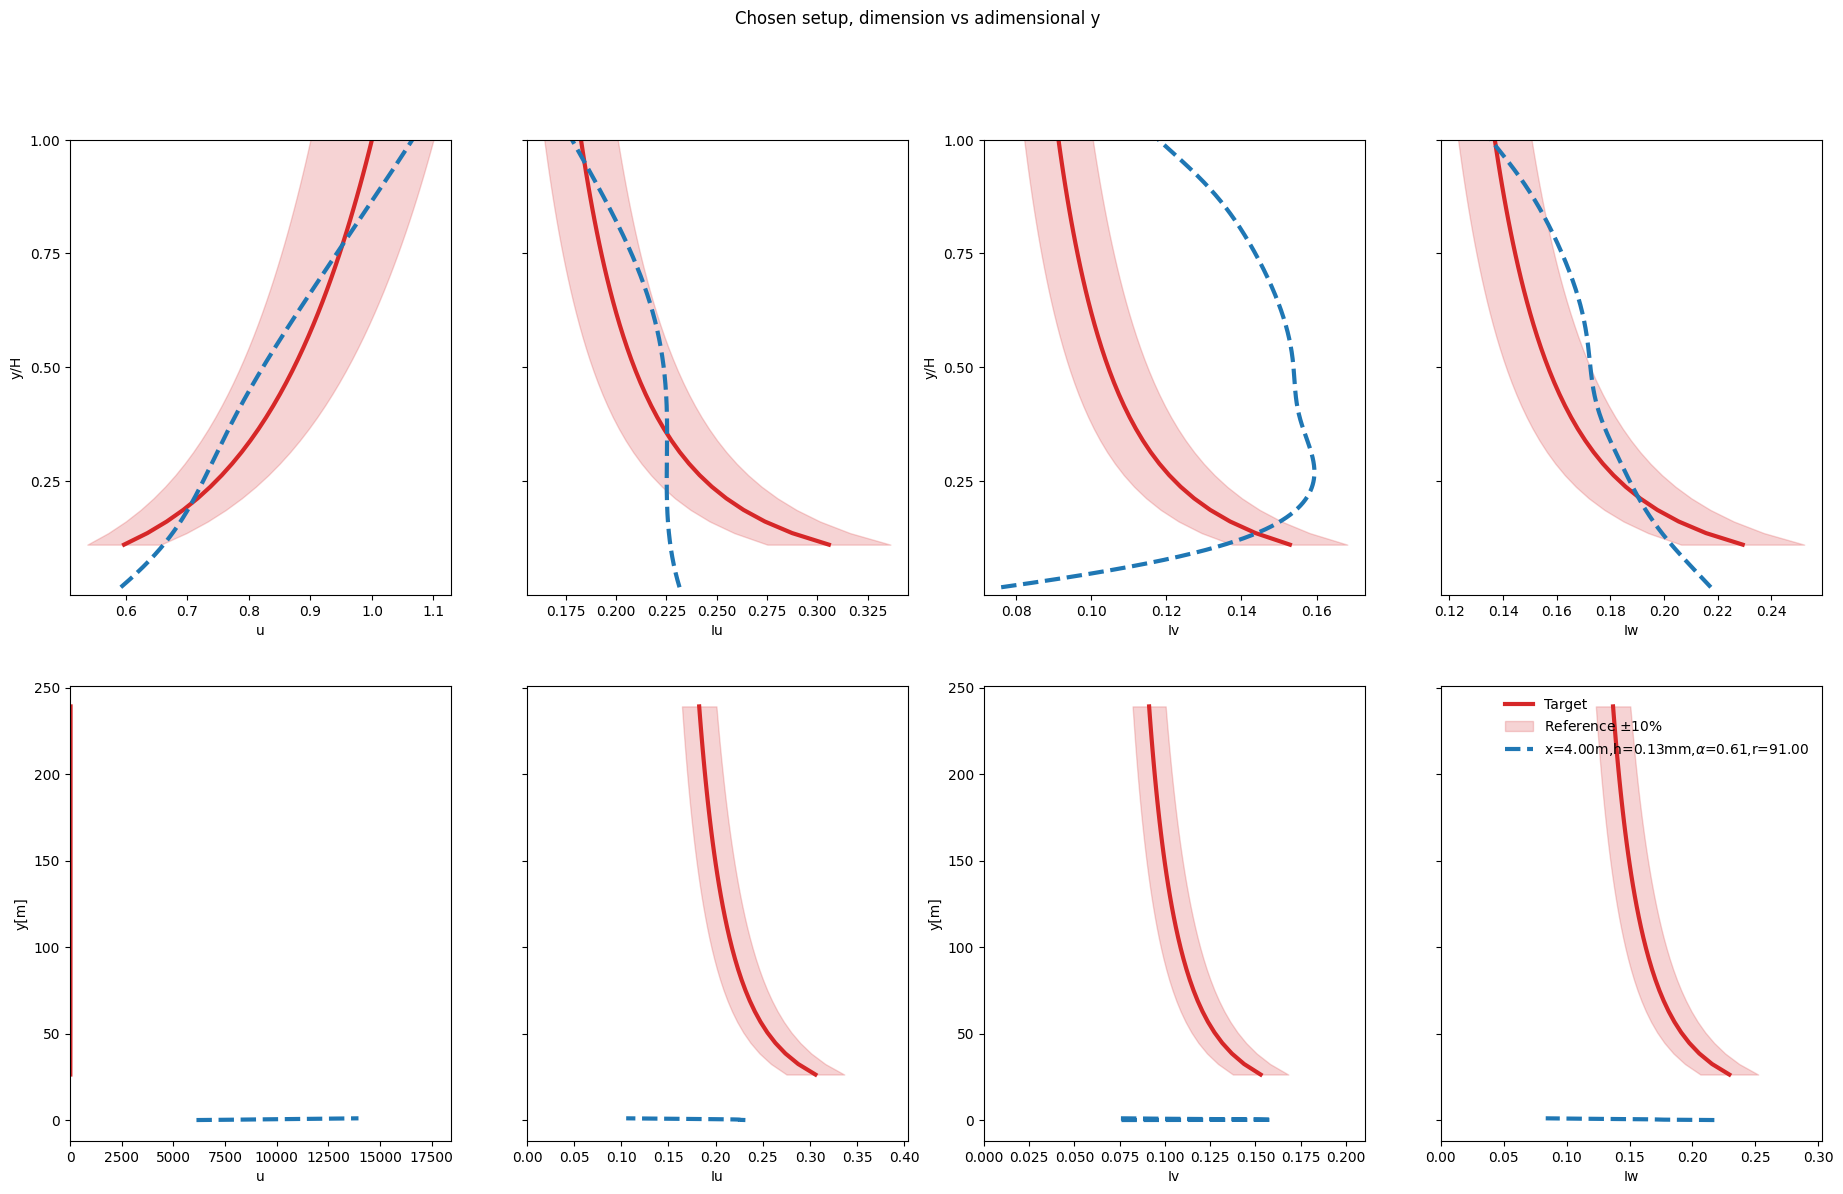 Chosen setup, dimension vs adimensional y
1.00
0.75
0.50
0.25
y/H
0.6 0.7 0.8 0.9 1.0 1.1
u
0.175 0.200 0.225 0.250 0.275 0.300 0.325
Iu
1.00
0.75
0.50
0.25
y/H
0.08 0.10 0.12 0.14 0.16
Iv
0.12 0.14 0.16 0.18 0.20 0.22 0.24
Iw
250
200
150
100
50
0
y[m]
0 2500 5000 7500 10000 12500 15000 17500
u
0.00 0.05 0.10 0.15 0.20 0.25 0.30 0.35 0.40
Iu
250
200
150
100
50
0
y[m]
0.000 0.025 0.050 0.075 0.100 0.125 0.150 0.175 0.200
Iv
Target
Reference ±10%
x=4.00m,h=0.13mm,α=0.61,r=91.00
0.00 0.05 0.10 0.15 0.20 0.25 0.30
Iw